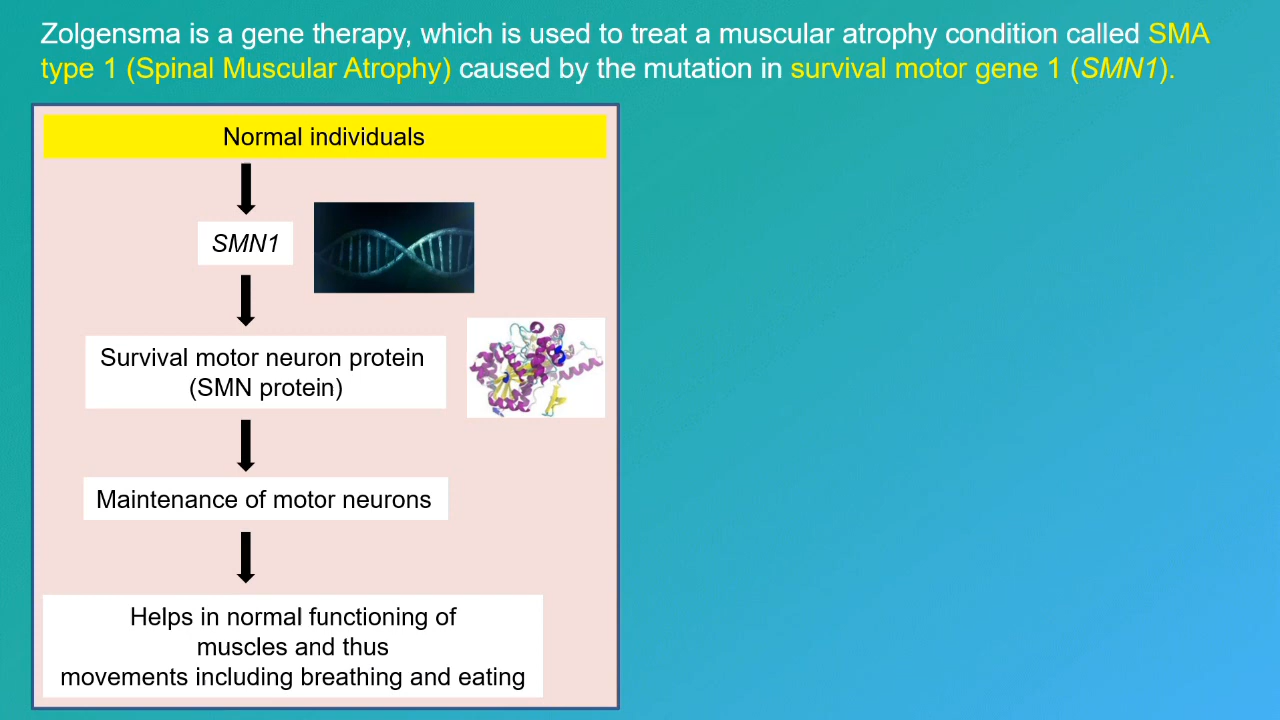 Zolgensma is a gene therapy, which is used to treat a muscular atrophy condition called SMA
type 1 (Spinal Muscular Atrophy) caused by the mutation in survival motor gene 1 (SMN1).
Normal individuals
SMN1
Survival motor neuron protein
(SMN protein)
Maintenance of motor neurons
Helps in normal functioning of
muscles and thus
movements including breathing and eating